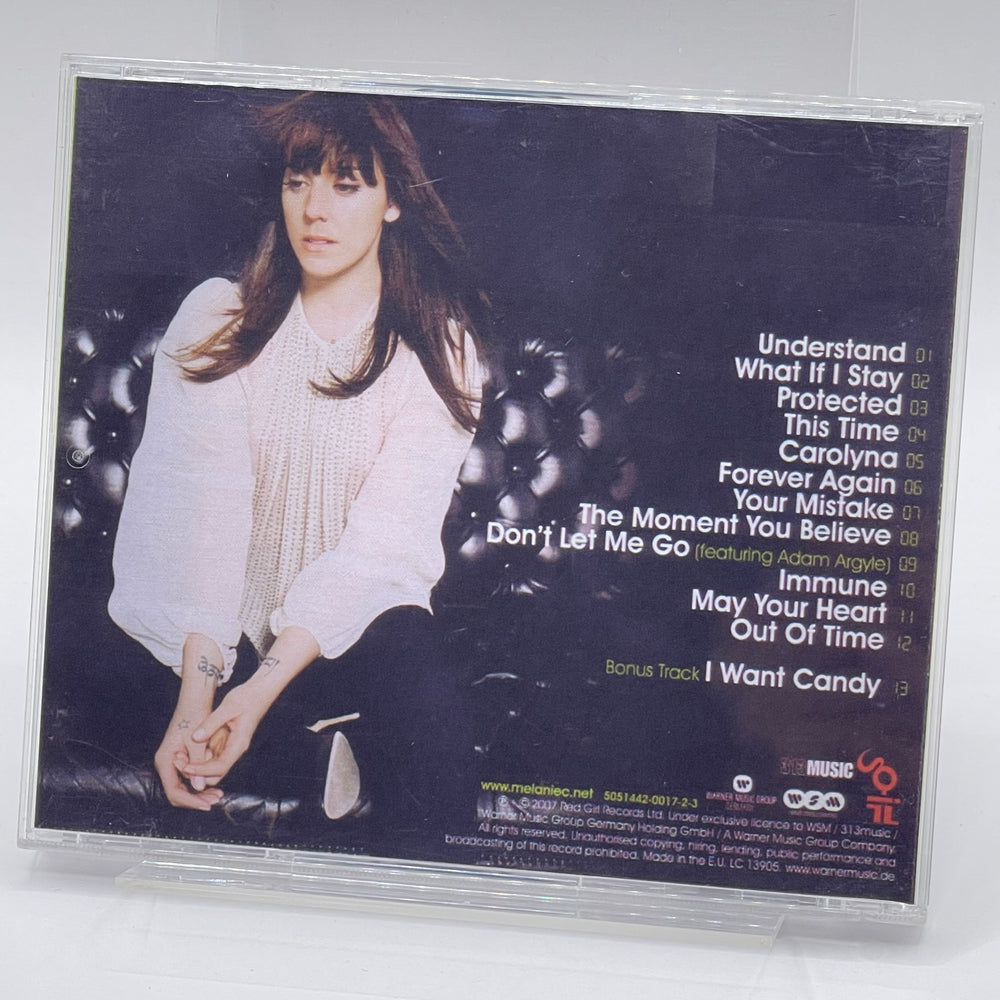 Understand 01
What If I Stay 02
Protected 03
This Time 04
Carolyna 05
Forever Again 06
Your Mistake 07
The Moment You Believe 08
Don't Let Me Go (featuring Adam Argyle) 09
Immune 10
May Your Heart 11
Out Of Time 12
Bonus Track I Want Candy 13
313MUSIC
WARNER MUSIC GROUP
GERMANY
WSM
www.melaniec.net 5051442-0017-2-3
℗ © 2007 Red Girl Records Ltd. Under exclusive licence to WSM / 313music /
Warner Music Group Germany Holding GmbH / A Warner Music Group Company.
All rights reserved. Unauthorised copying, hiring, lending, public performance and
broadcasting of this record prohibited. Made in the E.U. LC 13905. www.warnermusic.de